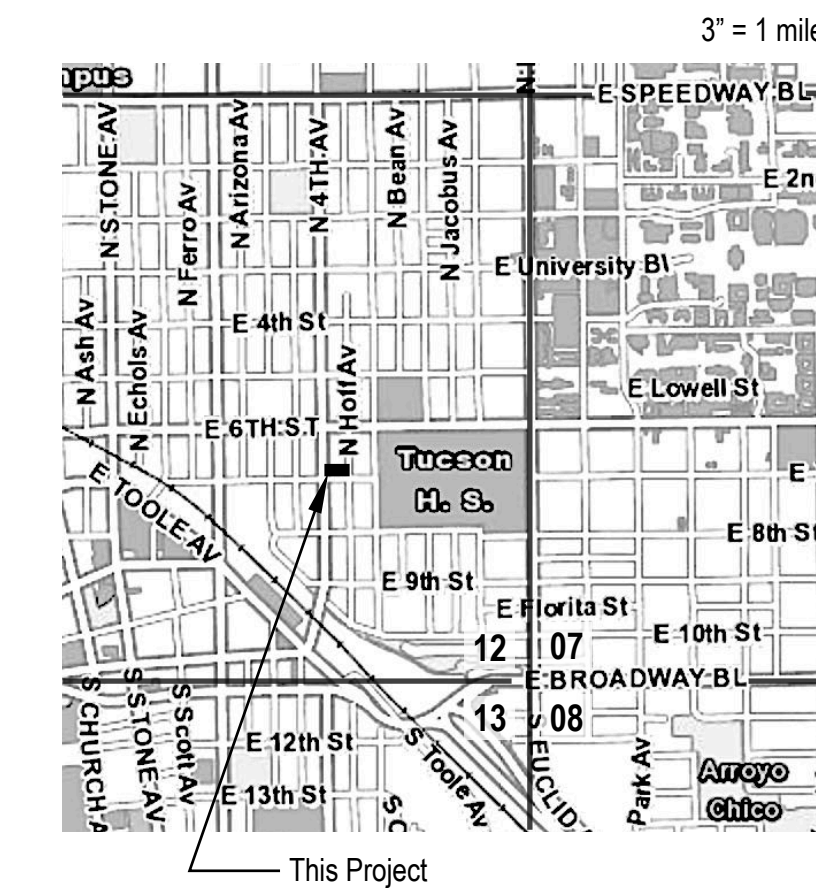 3” = 1 mile
mpus
N
E SPEEDWAY BL
N STONE AV
N Ferro Av
N Arizona Av
N 4TH AV
N Bean Av
N Jacobus Av
E 2n
E University Bl
N Ash Av
N Echols Av
E 4th St
N Hoff Av
E Lowell St
E 6TH ST
Tucson
H. S.
E
E TOOLE AV
E 8th St
E 9th St
E Florita St
12 07
E 10th St
E BROADWAY BL
13 08
S CHURCH A
S STONE AV
S Scott Av
E 12th St
E 13th St
S Toole Av
S EUCLID
Park Av
Arroyo
Chico
This Project